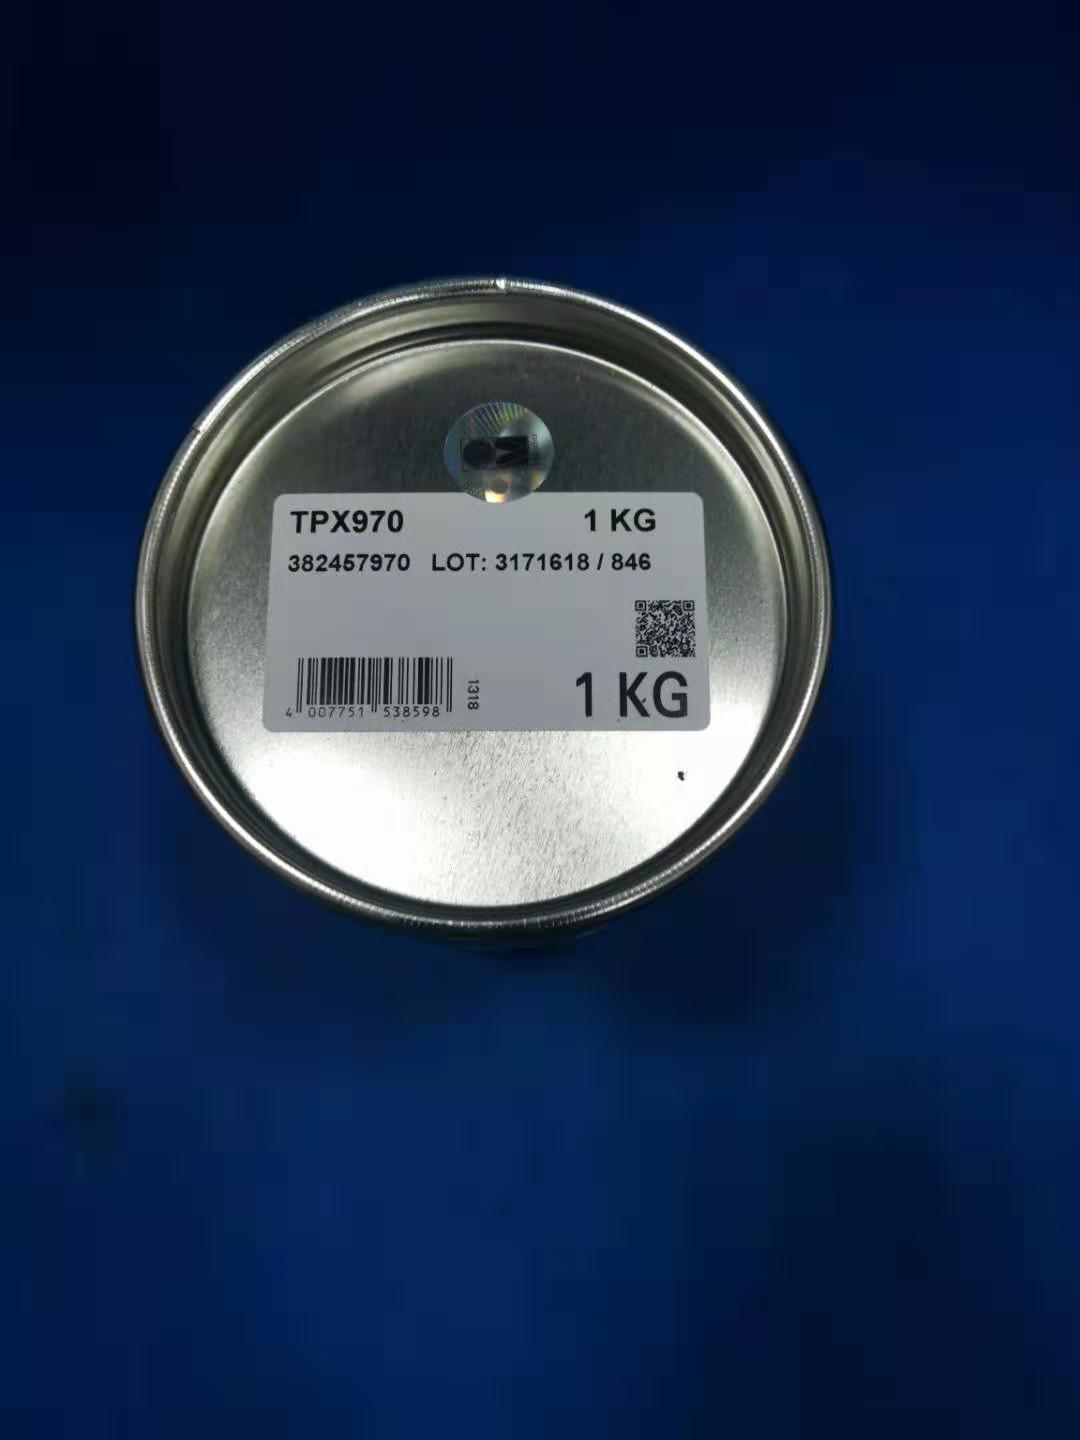 TPX970 1 KG
382457970 LOT: 3171618 / 846
1 KG
1318
4 007751 538598